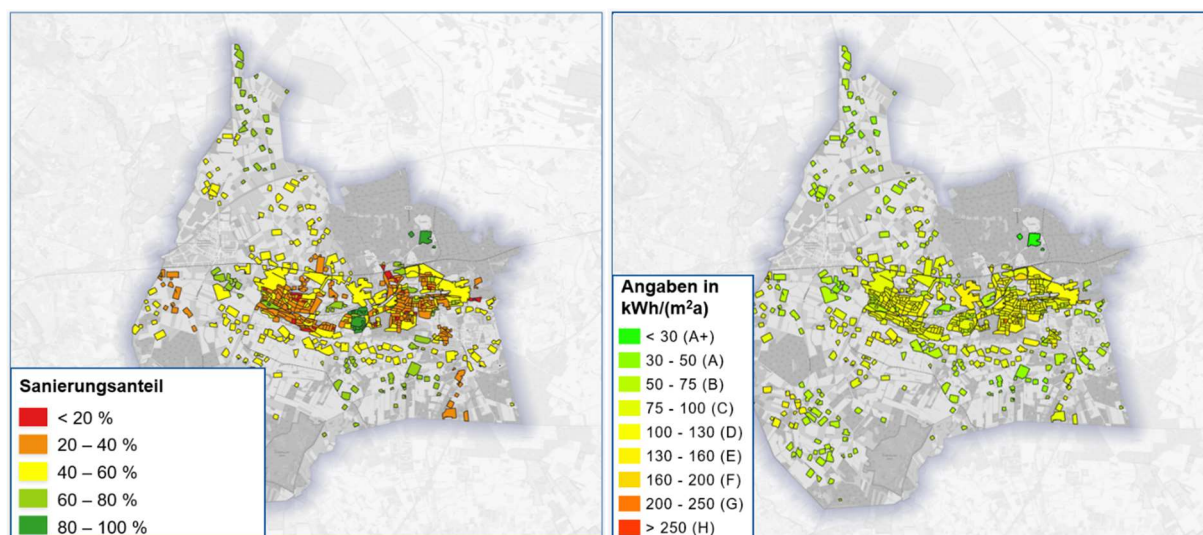 Sanierungsanteil
< 20 %
20 – 40 %
40 – 60 %
60 – 80 %
80 – 100 %
Angaben in
kWh/(m²a)
< 30 (A+)
30 - 50 (A)
50 - 75 (B)
75 - 100 (C)
100 - 130 (D)
130 - 160 (E)
160 - 200 (F)
200 - 250 (G)
> 250 (H)